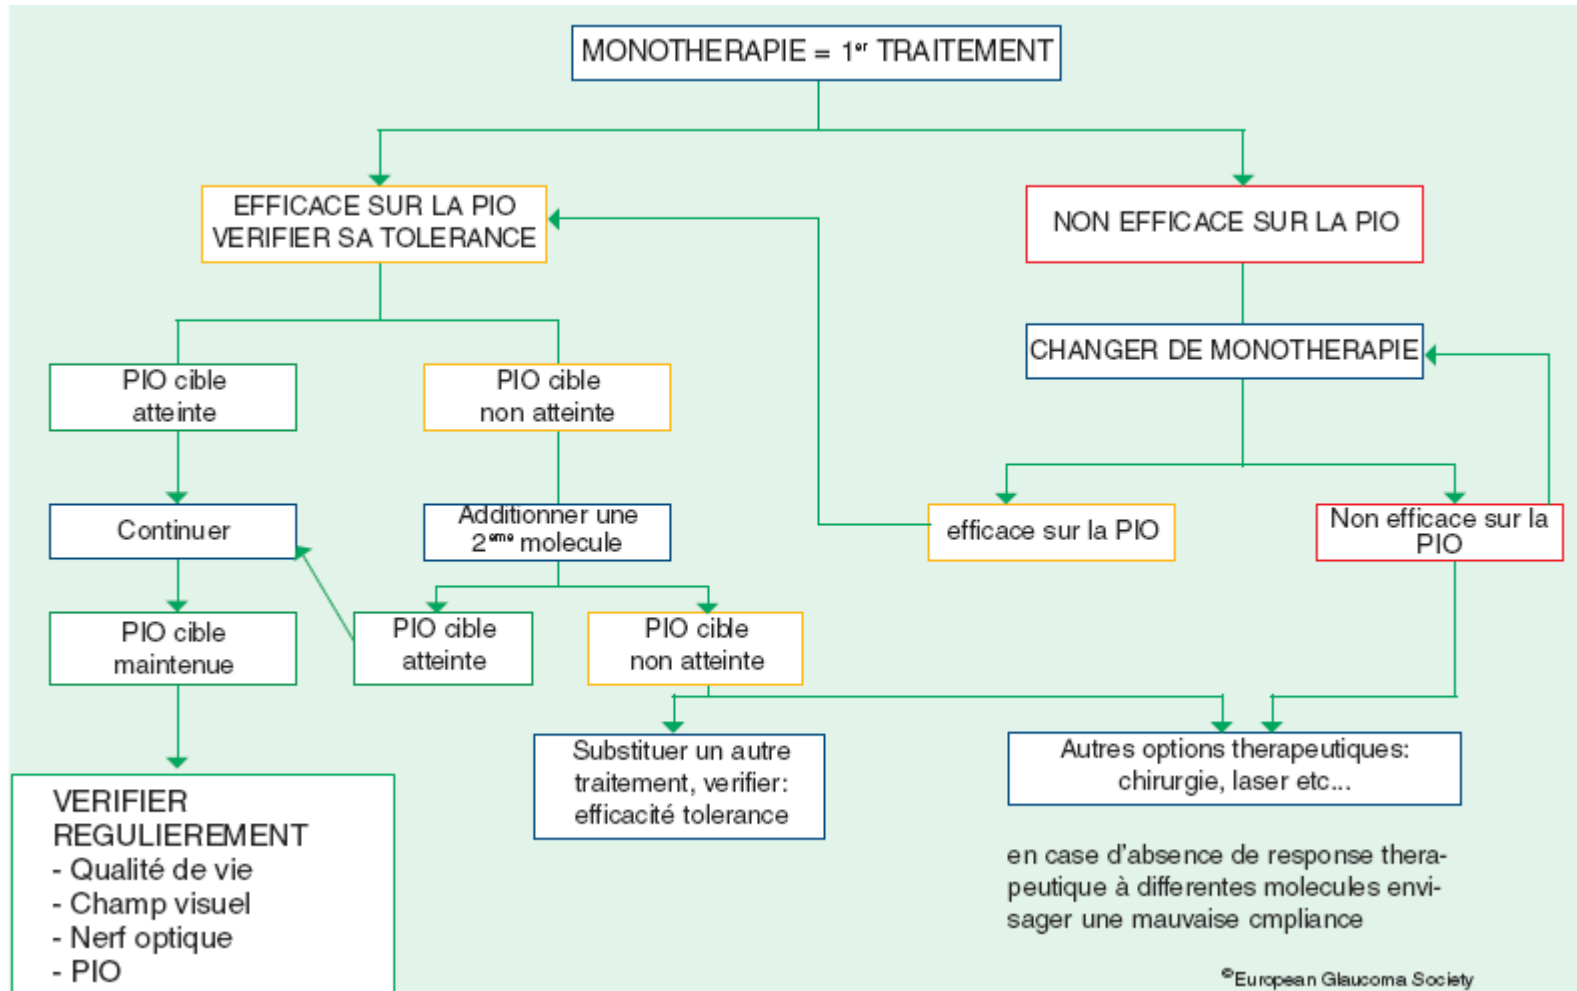 MONOTHERAPIE = 1er TRAITEMENT
EFFICACE SUR LA PIO
VERIFIER SA TOLERANCE
NON EFFICACE SUR LA PIO
CHANGER DE MONOTHERAPIE
PIO cible
atteinte
PIO cible
non atteinte
Continuer
Additionner une
2eme molecule
efficace sur la PIO
Non efficace sur la
PIO
PIO cible
maintenue
PIO cible
atteinte
PIO cible
non atteinte
Substituer un autre
traitement, verifier:
efficacité tolerance
Autres options therapeutiques:
chirurgie, laser etc...
VERIFIER
REGULIEREMENT
- Qualité de vie
- Champ visuel
- Nerf optique
- PIO
en case d'absence de response thera-
peutique à differentes molecules envi-
sager une mauvaise cmpliance
©European Glaucoma Society